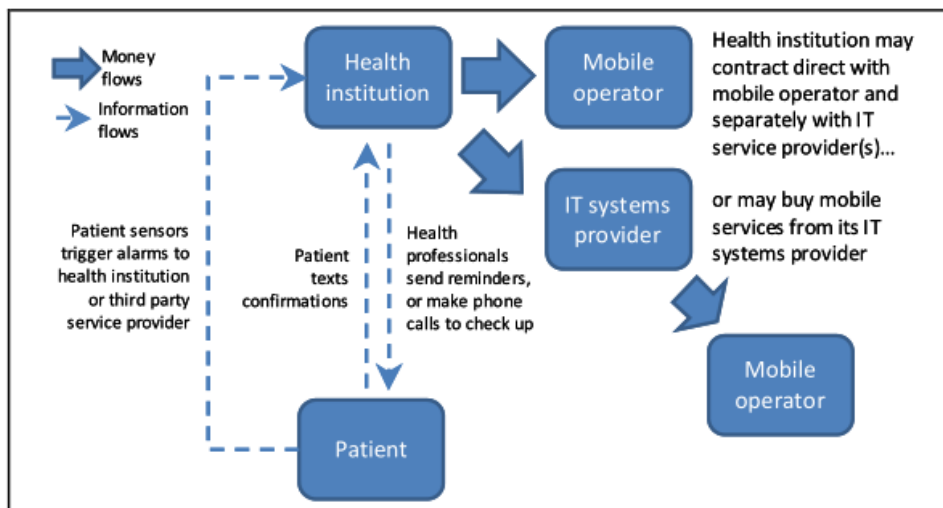 Money
flows
Information
flows
Health
institution
Mobile
operator
Health institution may
contract direct with
mobile operator and
separately with IT
service provider(s)...
IT systems
provider
or may buy mobile
services from its IT
systems provider
Patient sensors
trigger alarms to
health institution
or third party
service provider
Patient
texts
confirmations
Health
professionals
send reminders,
or make phone
calls to check up
Mobile
operator
Patient